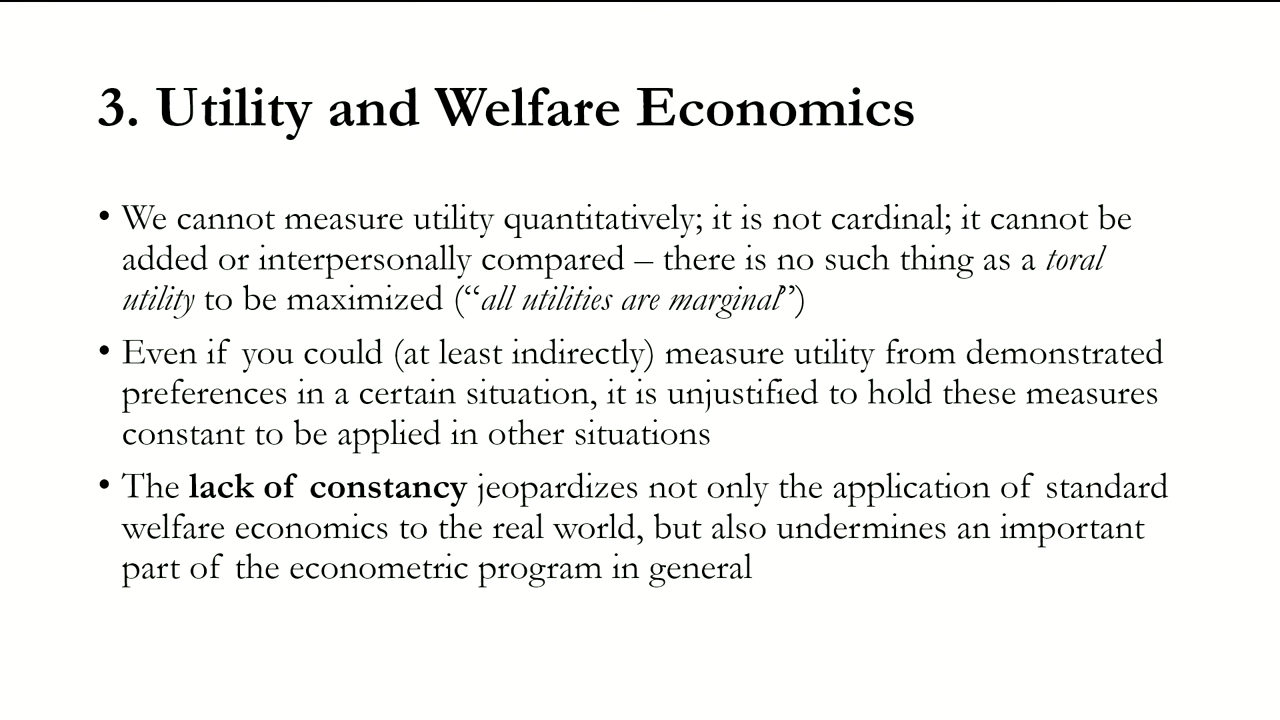 3. Utility and Welfare Economics
• We cannot measure utility quantitatively; it is not cardinal; it cannot be
added or interpersonally compared – there is no such thing as a toral
utility to be maximized (“all utilities are marginal”)
• Even if you could (at least indirectly) measure utility from demonstrated
preferences in a certain situation, it is unjustified to hold these measures
constant to be applied in other situations
• The lack of constancy jeopardizes not only the application of standard
welfare economics to the real world, but also undermines an important
part of the econometric program in general